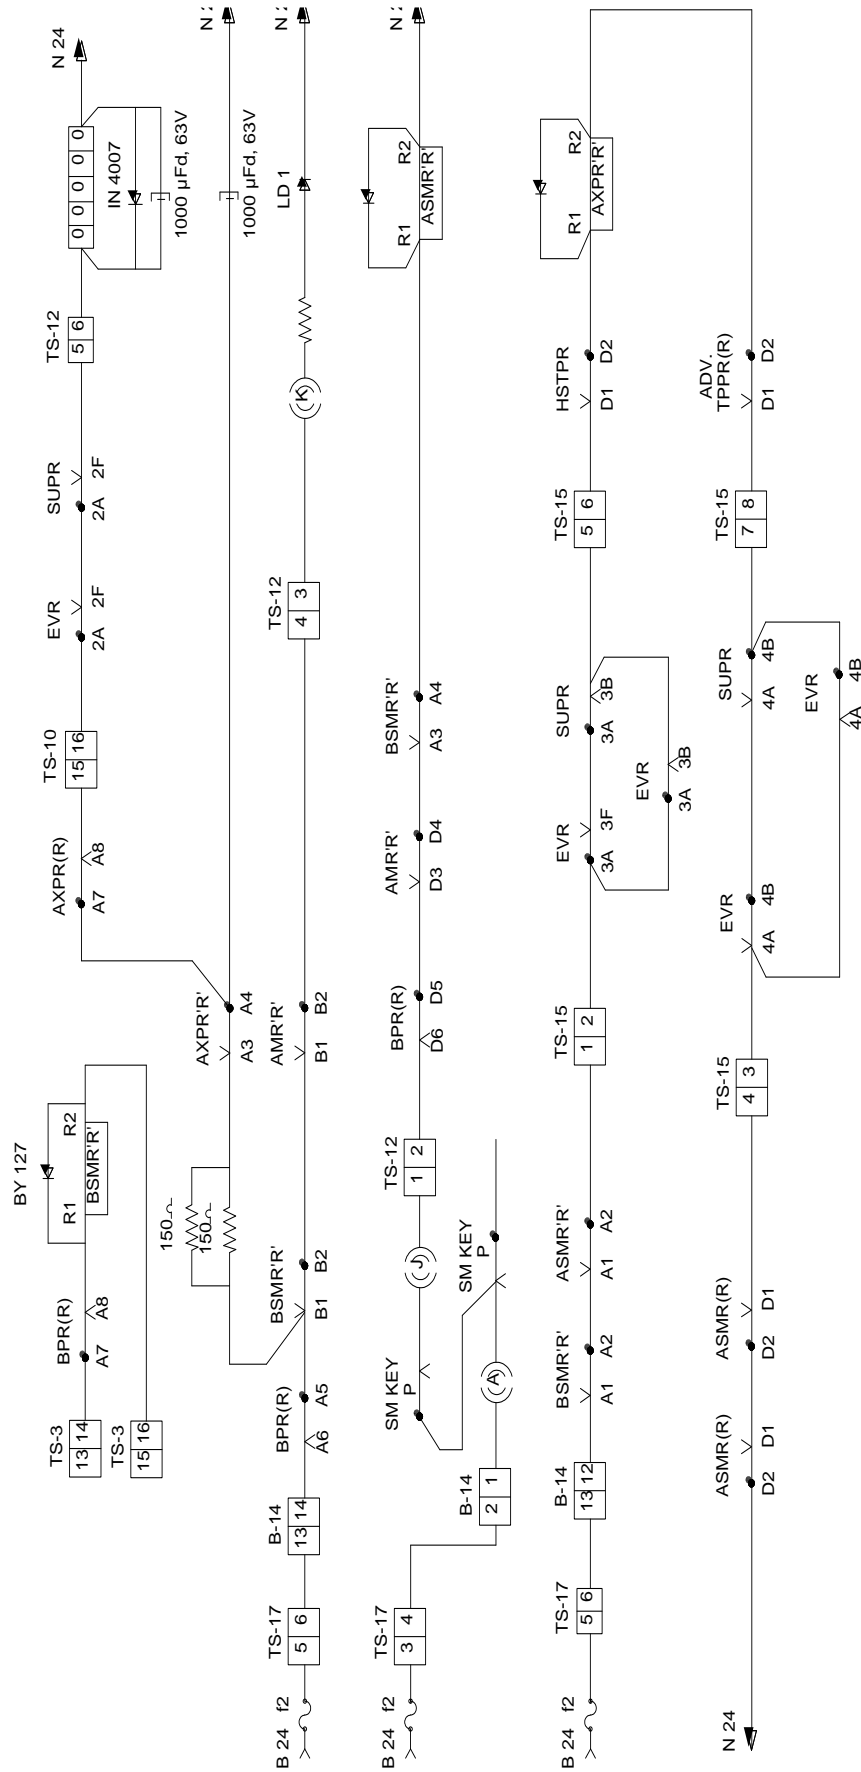 BY 127
TS-3
13 14
BPR(R)
A7 A8
R1 R2
BSMR'R'
TS-3
15 16
AXPR(R)
A7 A8
TS-10
15 16
EVR
2A 2F
SUPR
2A 2F
TS-12
5 6
0 0 0 0 0
N 24
IN 4007
1000 µFd, 63V
150Ω
150Ω
AXPR'R'
A3 A4
1000 µFd, 63V
B 24 f2
TS-17
5 6
B-14
13 14
BPR(R)
A6 A5
BSMR'R'
B1 B2
AMR'R'
B1 B2
TS-12
4 3
K
LD 1
B 24 f2
TS-17
3 4
B-14
2 1
A
SM KEY
P
SM KEY
P
J
TS-12
1 2
BPR(R)
D6 D5
AMR'R'
D3 D4
BSMR'R'
A3 A4
R1 R2
ASMR'R'
B 24 f2
TS-17
5 6
B-14
13 12
BSMR'R'
A1 A2
ASMR'R'
A1 A2
TS-15
1 2
EVR
3A 3F
SUPR
3A 3B
EVR
3A 3B
TS-15
5 6
HSTPR
D1 D2
R1 R2
AXPR'R'
N 24
ASMR(R)
D2 D1
ASMR(R)
D2 D1
TS-15
4 3
EVR
4A 4B
SUPR
4A 4B
EVR
4A 4B
TS-15
7 8
ADV.
TPPR(R)
D1 D2